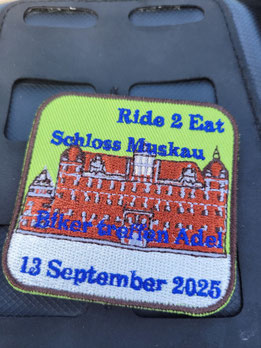 Ride 2 Eat
Schloss Muskau
Biker treffen Adel
13 September 2025